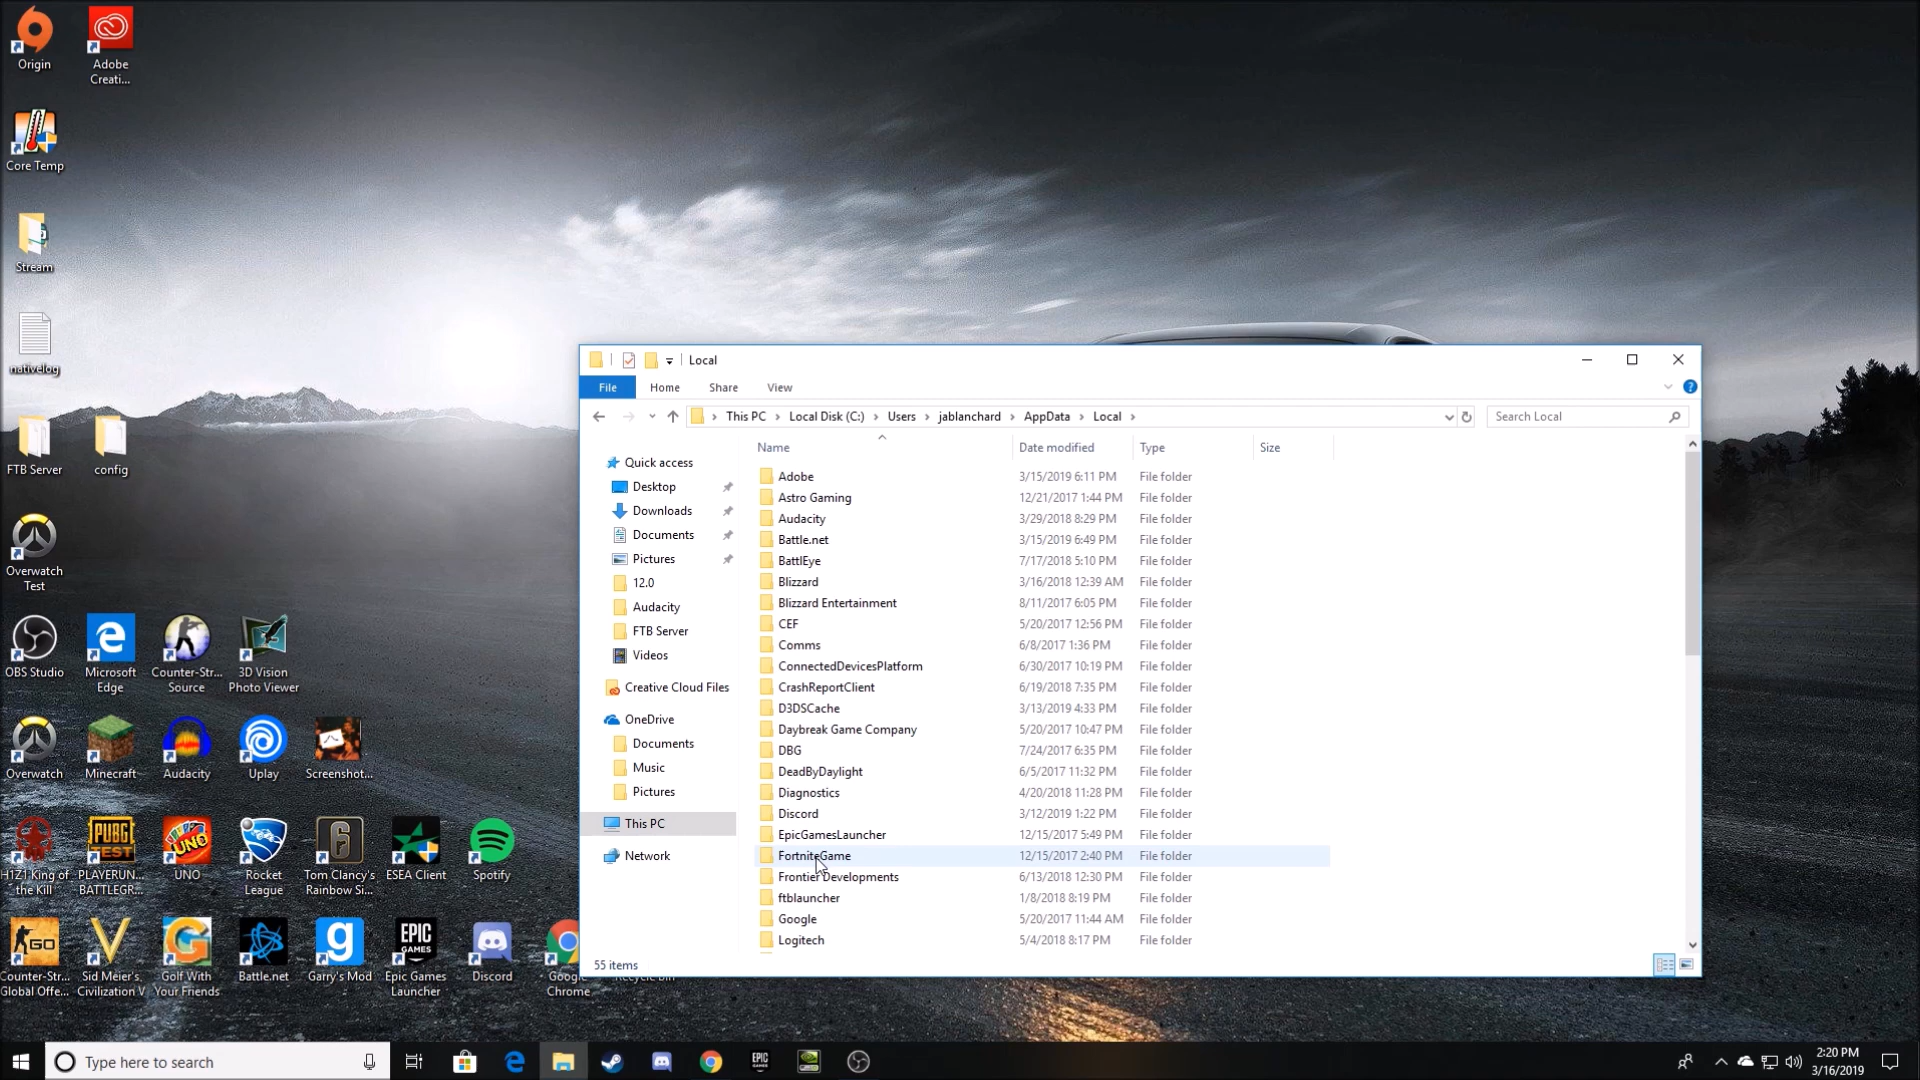 Origin
Adobe
Creati...
Core Temp
Stream
nativelog
FTB Server
config
Overwatch
Test
OBS Studio
Microsoft
Edge
Counter-Str...
Source
3D Vision
Photo Viewer
Overwatch
Minecraft
Audacity
Uplay
Screenshot...
H1Z1 King of
the Kill
PUBG
TEST
PLAYERUN...
BATTLEGR...
UNO
UNO
Rocket
League
6
Tom Clancy's
Rainbow Si...
ESEA Client
Spotify
GO
Counter-Str...
Global Offe...
Sid Meier's
Civilization V
Golf With
Your Friends
Battle.net
g
Garry's Mod
EPIC
GAMES
Epic Games
Launcher
Discord
Google
Chrome
Local
File
Home
Share
View
This PC
Local Disk (C:)
Users
jablanchard
AppData
Local
Search Local
Quick access
Desktop
Downloads
Documents
Pictures
12.0
Audacity
FTB Server
Videos
Creative Cloud Files
OneDrive
Documents
Music
Pictures
This PC
Network
Name Date modified Type Size
Adobe 3/15/2019 6:11 PM File folder
Astro Gaming 12/21/2017 1:44 PM File folder
Audacity 3/29/2018 8:29 PM File folder
Battle.net 3/15/2019 6:49 PM File folder
BattlEye 7/17/2018 5:10 PM File folder
Blizzard 3/16/2018 12:39 AM File folder
Blizzard Entertainment 8/11/2017 6:05 PM File folder
CEF 5/20/2017 12:56 PM File folder
Comms 6/8/2017 1:36 PM File folder
ConnectedDevicesPlatform 6/30/2017 10:19 PM File folder
CrashReportClient 6/19/2018 7:35 PM File folder
D3DSCache 3/13/2019 4:33 PM File folder
Daybreak Game Company 5/20/2017 10:47 PM File folder
DBG 7/24/2017 6:35 PM File folder
DeadByDaylight 6/5/2017 11:32 PM File folder
Diagnostics 4/20/2018 11:28 PM File folder
Discord 3/12/2019 1:22 PM File folder
EpicGamesLauncher 12/15/2017 5:49 PM File folder
FortniteGame 12/15/2017 2:40 PM File folder
Frontier Developments 6/13/2018 12:30 PM File folder
ftblauncher 1/8/2018 8:19 PM File folder
Google 5/20/2017 11:44 AM File folder
Logitech 5/4/2018 8:17 PM File folder
55 items
Type here to search
EPIC
GAMES
2:20 PM
3/16/2019